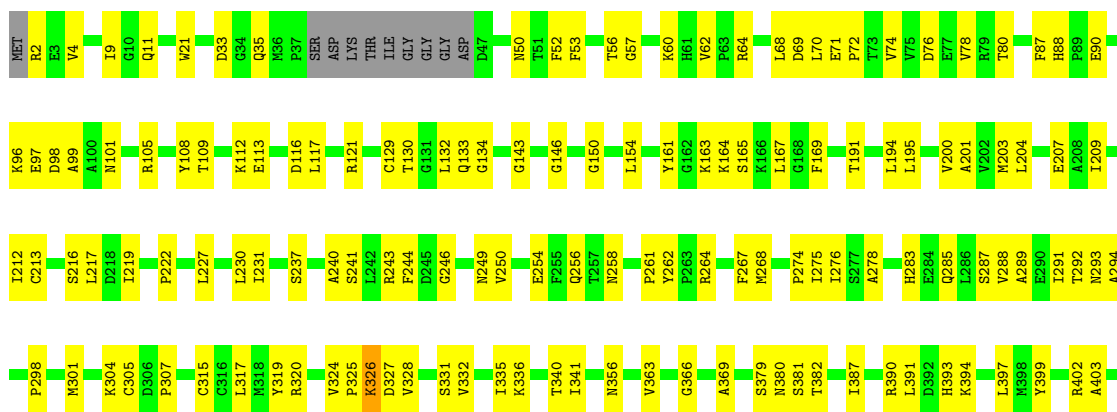 MET R2 E3 V4 I9 G10 Q11 W21 D33 G34 Q35 M36 P37 SER ASP LYS THR ILE GLY GLY GLY ASP D47 N50 T51 F52 F53 T56 G57 K60 H61 V62 P63 R64 L68 D69 L70 E71 P72 T73 V74 V75 D76 E77 V78 R79 T80 F87 H88 P89 E90
K96 E97 D98 A99 A100 N101 R105 Y108 T109 K112 E113 D116 L117 R121 C129 T130 G131 L132 Q133 G134 G143 G146 G150 L154 Y161 G162 K163 K164 S165 K166 L167 G168 F169 T191 L194 L195 V200 A201 V202 M203 L204 E207 A208 I209
I212 C213 S216 L217 D218 I219 P222 L227 L230 I231 S237 A240 S241 L242 R243 F244 D245 G246 N249 V250 E254 F255 Q256 T257 N258 P261 Y262 P263 R264 F267 M268 P274 I275 I276 S277 A278 H283 E284 Q285 L286 S287 V288 A289 E290 I291 T292 N293 A294
P298 M301 K304 C305 D306 P307 C315 C316 L317 M318 Y319 R320 V324 P325 K326 D327 V328 S331 V332 I335 K336 T340 I341 N356 V363 G366 A369 S379 N380 S381 T382 I387 R390 L391 D392 H393 K394 L397 M398 Y399 R402 A403